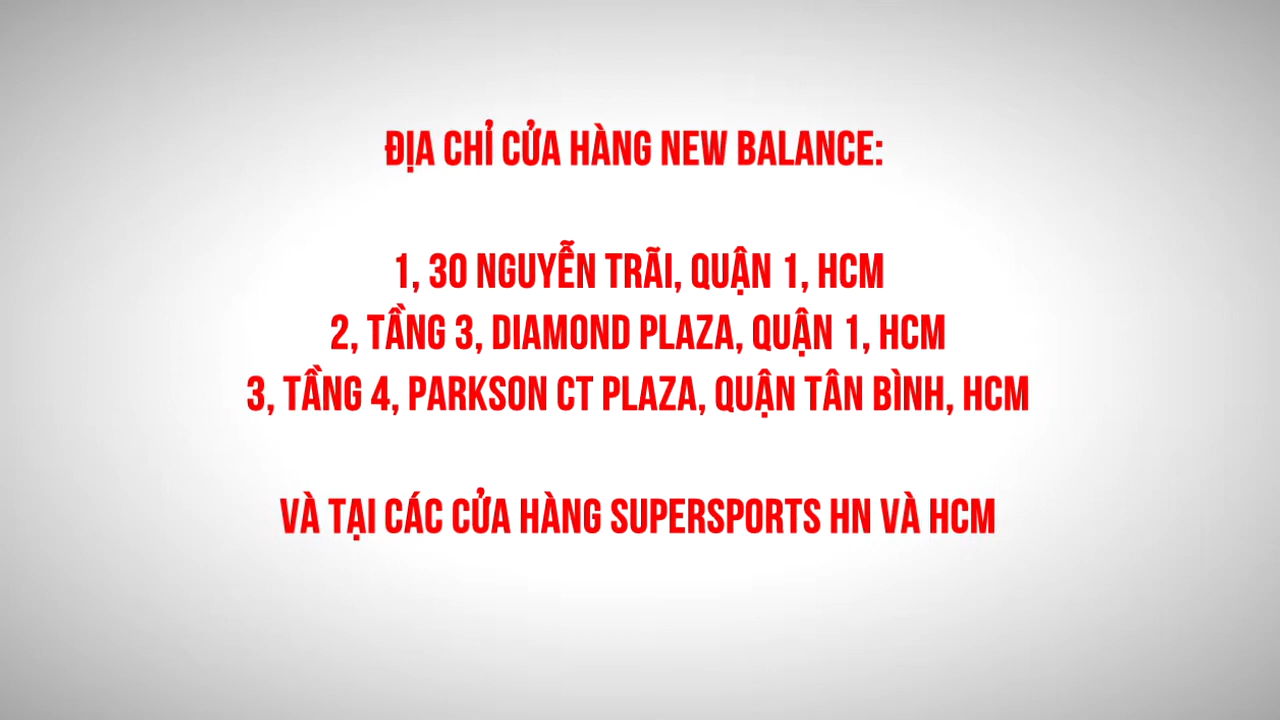 ĐỊA CHỈ CỬA HÀNG NEW BALANCE:
1, 30 NGUYỄN TRÃI, QUẬN 1, HCM
2, TẦNG 3, DIAMOND PLAZA, QUẬN 1, HCM
3, TẦNG 4, PARKSON CT PLAZA, QUẬN TÂN BÌNH, HCM
VÀ TẠI CÁC CỬA HÀNG SUPERSPORTS HN VÀ HCM